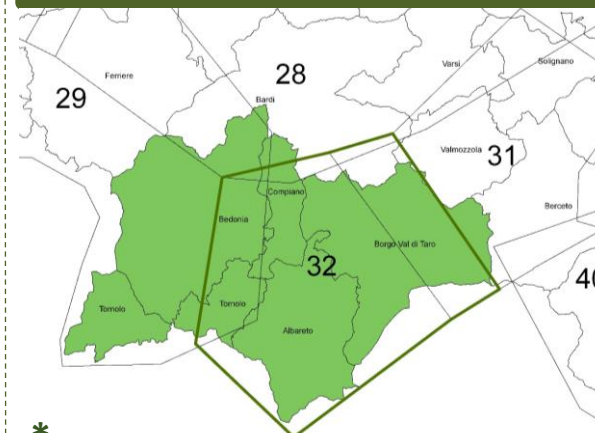 Ferriere
28
Varsi
Solignano
29
Bardi
Valmozzola
31
Compiano
Bedonia
Berceto
Borgo Val di Taro
32
40
Tornolo
Tornolo
Albareto
*